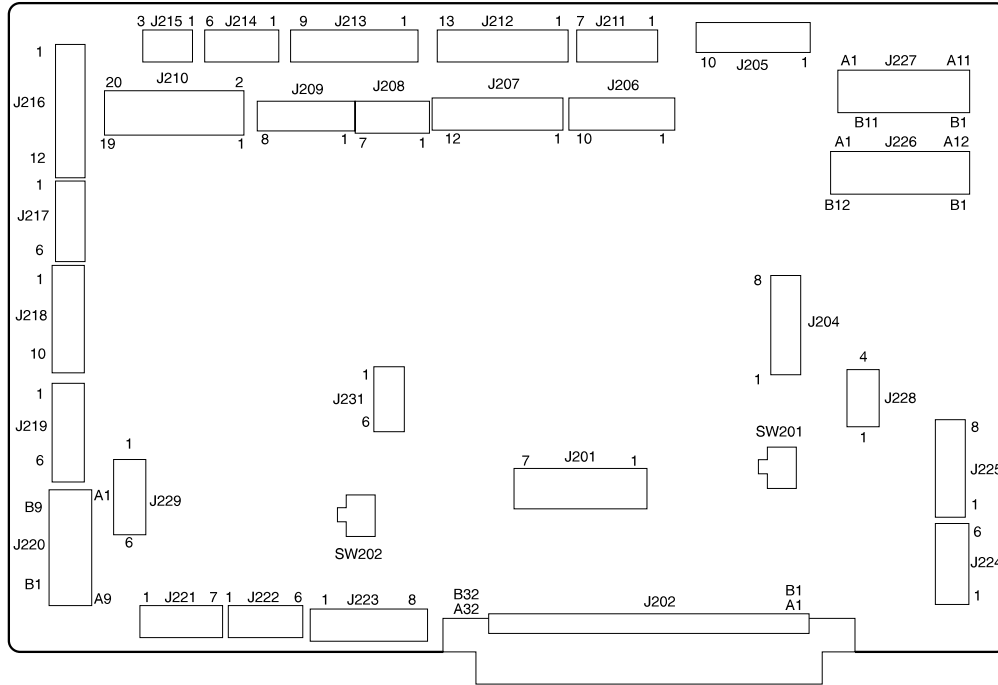 3 J215 1 6 J214 1 9 J213 1 13 J212 1 7 J211 1
10 J205 1
A1 J227 A11
B11 B1
1
J216
12
20 J210 2
19 1
J209
8 1
J208
7 1
J207
12 1
J206
10 1
A1 J226 A12
B12 B1
1
J217
6
1
J218
10
8
J204
1
4
J228
1
1
J231
6
1
J219
6
SW201
8
J225
1
7 J201 1
1
J229
6
A1
B9
J220
B1
A9
SW202
6
J224
1
1 J221 7 1 J222 6 1 J223 8
B32
A32
J202
B1
A1